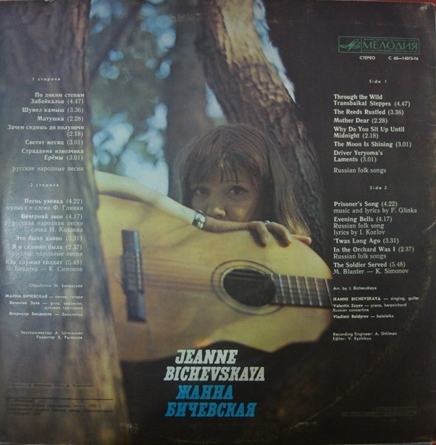 МЕЛОДИЯ
СТЕРЕО
1 сторона
По диким степям
Забайкалья (4.47)
Шумел камыш (3.36)
Матушка (2.28)
Зачем сидишь до полуночи
(2.18)
Светит месяц (3.01)
Страдания извозчика
Ерёмы (3.01)
русские народные песни
2 сторона
Песнь узника (4.22)
музыка и слова Ф. Глинки
Вечерний звон (4.17)
русская народная песня
слова И. Козлова
Это было давно (3.31)
Я в садочке была (2.37)
русские народные песни
Как служил солдат (5.48)
М. Блантер — К. Симонов
Side 1
Through the Wild
Transbaikal Steppes (4.47)
The Reeds Rustled (3.36)
Mother Dear (2.28)
Why Do You Sit Up Until
Midnight (2.18)
The Moon Is Shining (3.01)
Driver Yeryoma's
Laments (3.01)
Russian folk songs
Side 2
Prisoner's Song (4.22)
music and lyrics by F. Glinka
Evening Bells (4.17)
Russian folk song
lyrics by I. Kozlov
'Twas Long Ago (3.31)
In the Orchard Was I (2.37)
Russian folk songs
The Soldier Served (5.48)
M. Blanter — K. Simonov
Arr. by I. Bichevskaya
JEANNE BICHEVSKAYA — singing, guitar
Valentin Zuyev — piano, harpsichord
Russian concertina
Vladimir Boldyrev — balalaika
Recording Engineer:
JEANNE
BICHEVSKAYA
ЖАННА
БИЧЕВСКАЯ